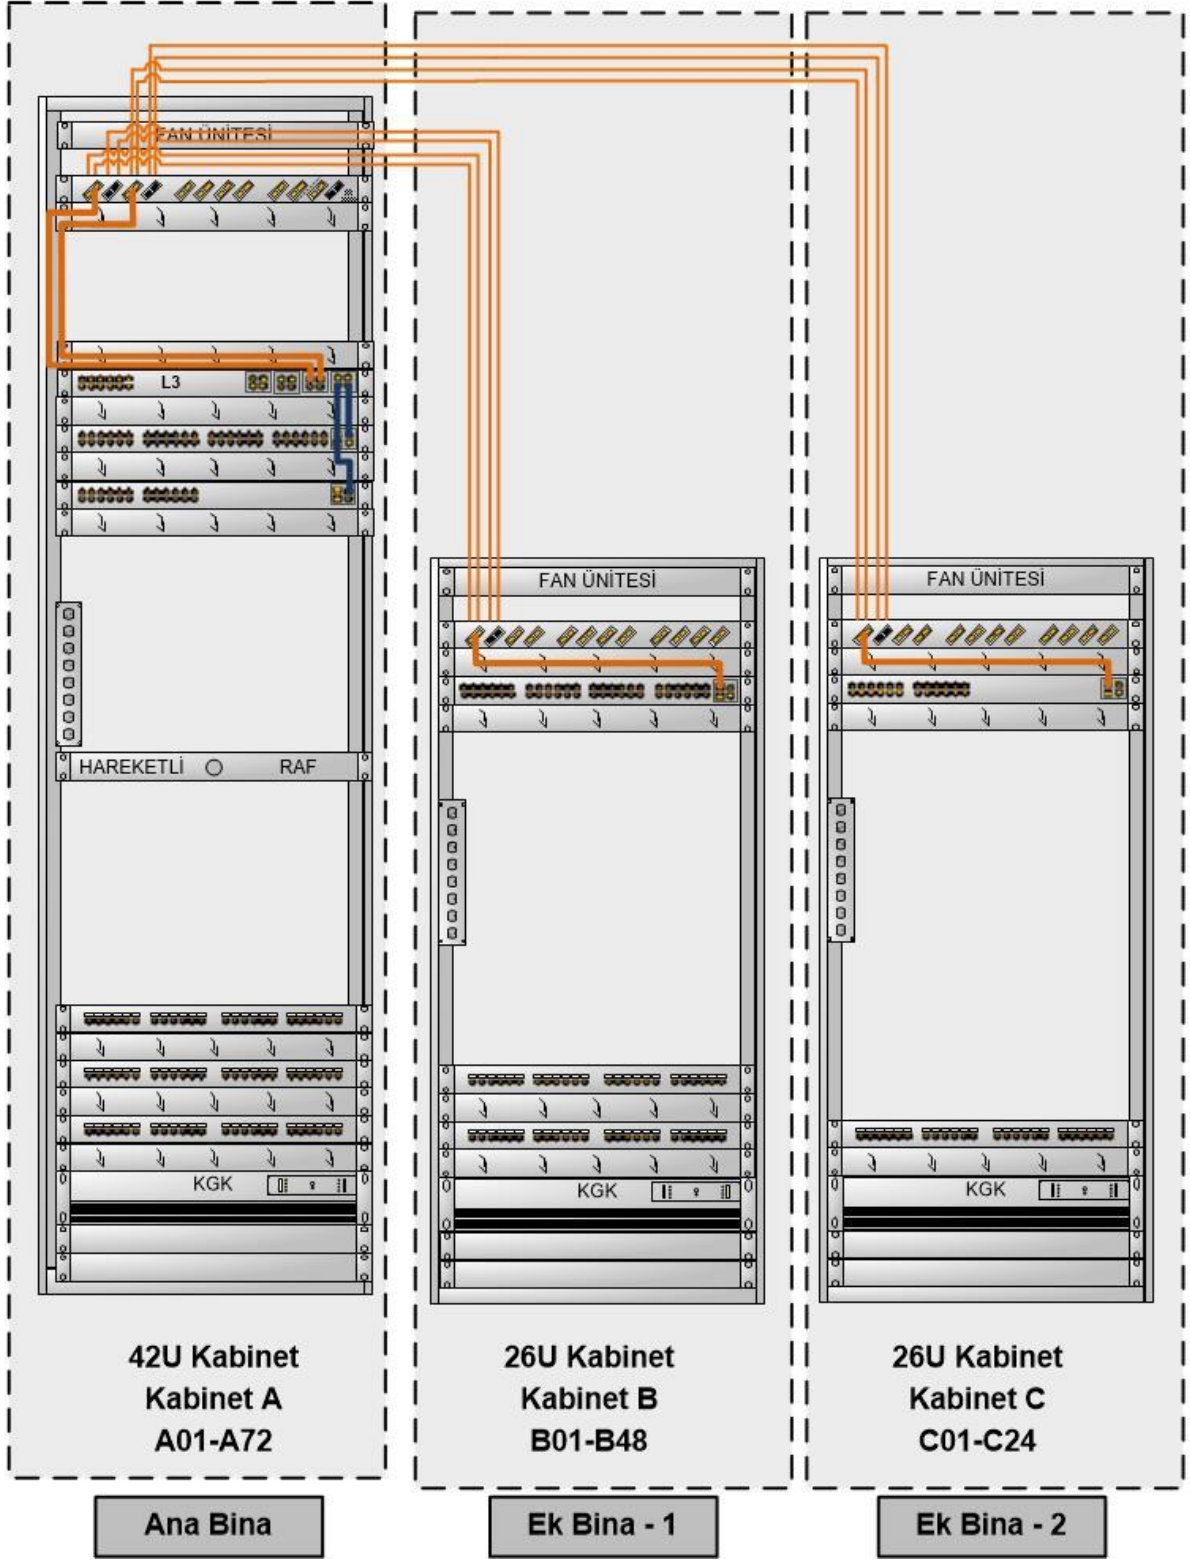 FAN ÜNİTESİ
L3
HAREKETLİ RAF
KGK
42U Kabinet
Kabinet A
A01-A72
Ana Bina
FAN ÜNİTESİ
KGK
26U Kabinet
Kabinet B
B01-B48
Ek Bina - 1
FAN ÜNİTESİ
KGK
26U Kabinet
Kabinet C
C01-C24
Ek Bina - 2